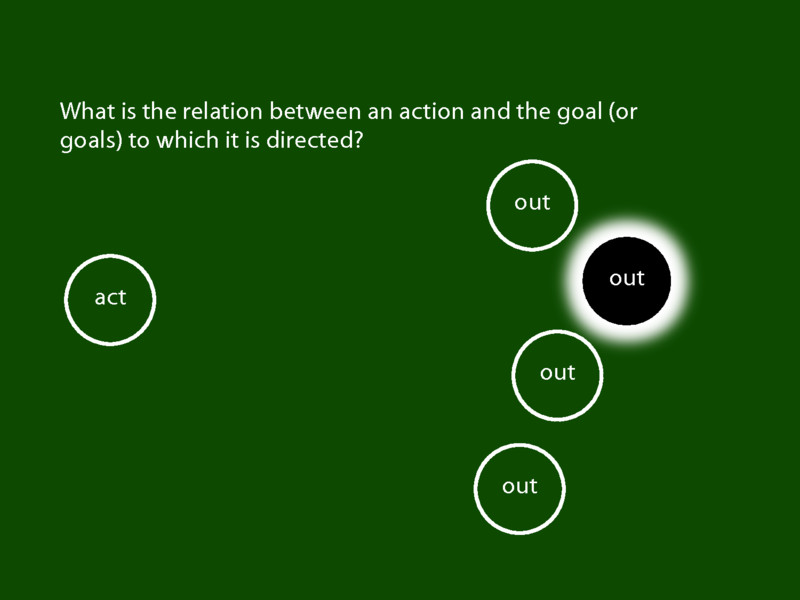 What is the relation between an action and the goal (or
goals) to which it is directed?
out
out
act
out
out